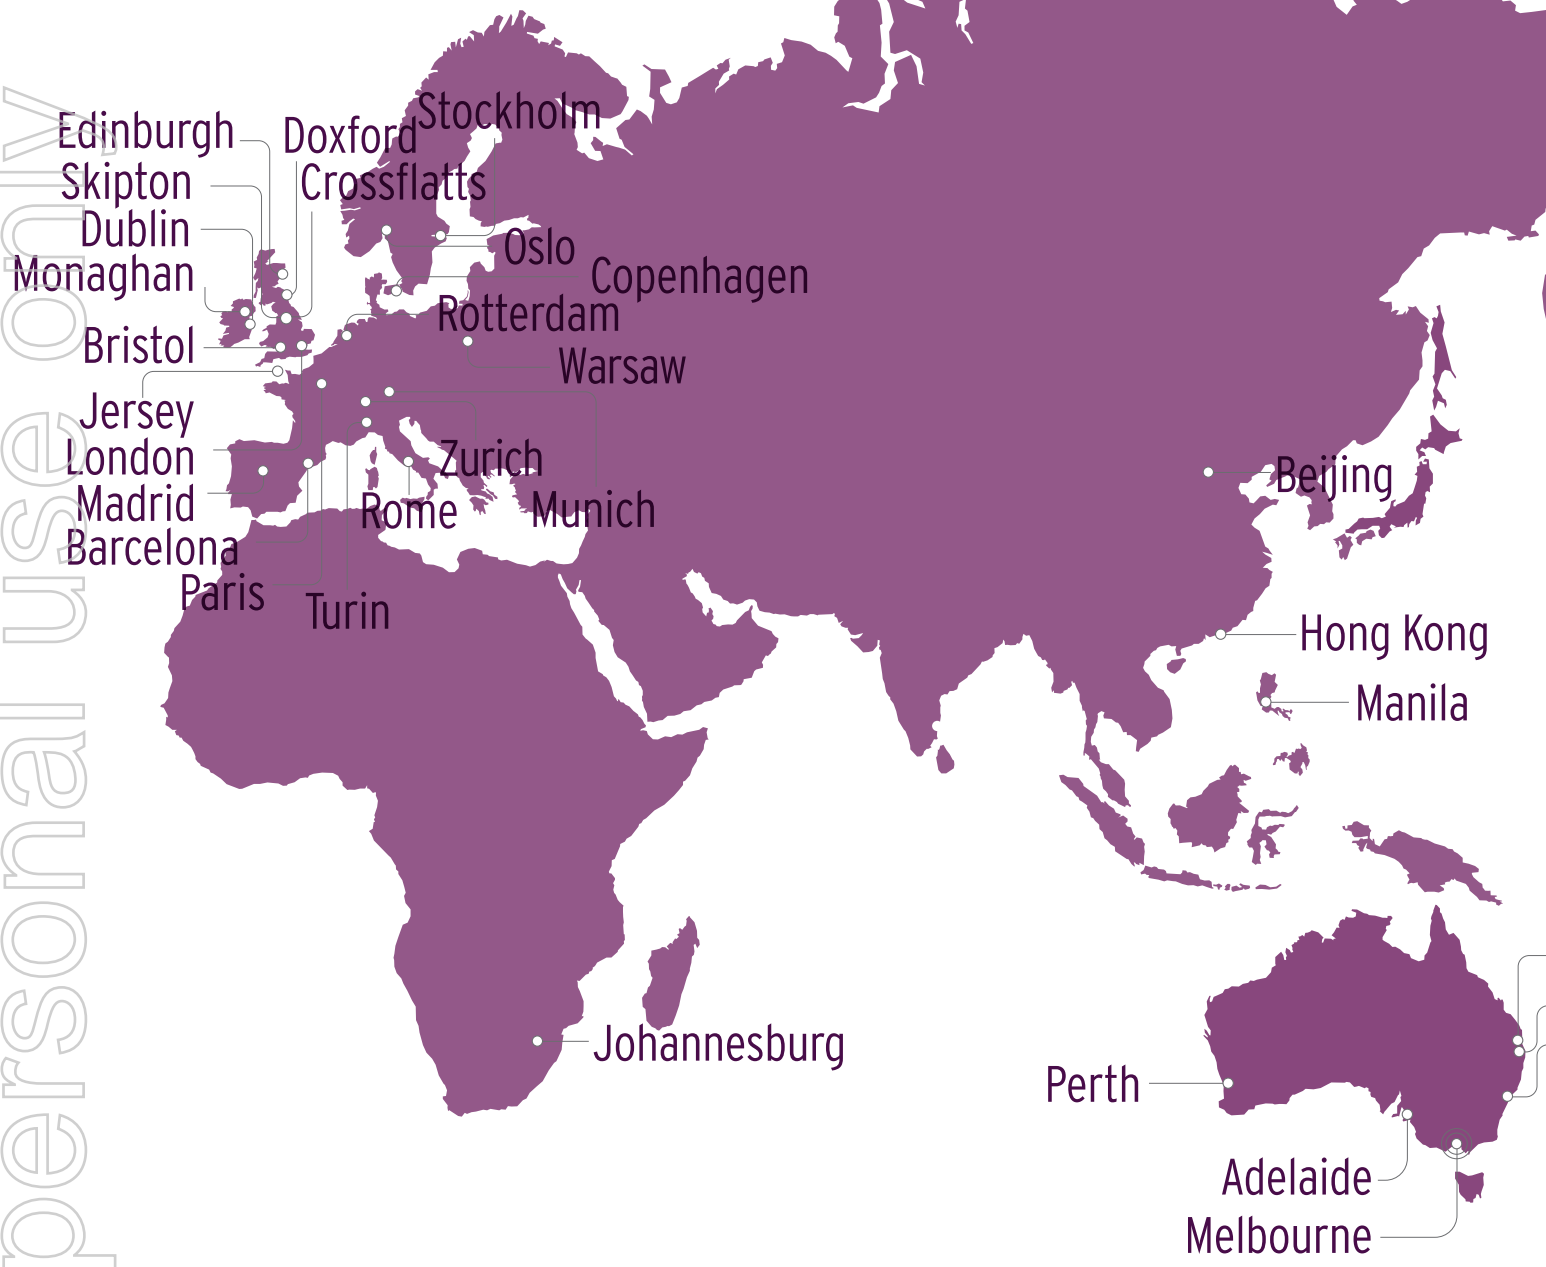 personal use only
Stockholm
Edinburgh
Doxford
Skipton
Crossflatts
Dublin
Oslo
Monaghan
Copenhagen
Rotterdam
Bristol
Warsaw
Jersey
London
Zurich
Beijing
Madrid
Rome
Munich
Barcelona
Paris
Turin
Hong Kong
Manila
Johannesburg
Perth
Adelaide
Melbourne